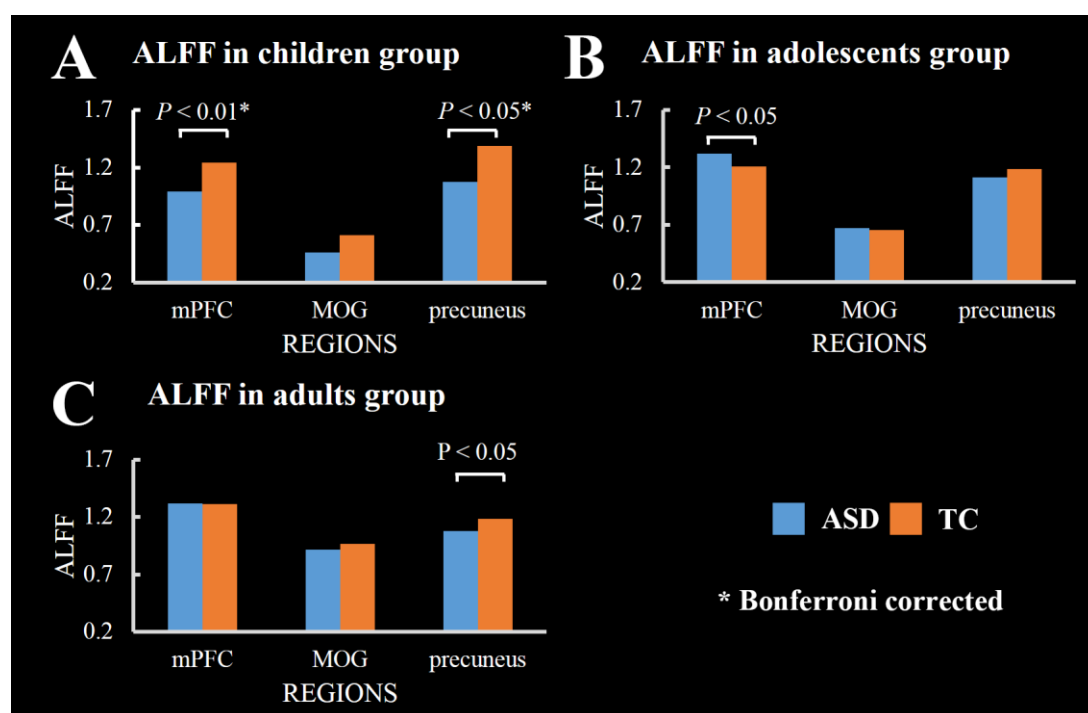 A ALFF in children group
P < 0.01*
P < 0.05*
1.7
1.2
0.7
0.2
ALFF
mPFC MOG precuneus
REGIONS
B ALFF in adolescents group
P < 0.05
1.7
1.2
0.7
0.2
ALFF
mPFC MOG precuneus
REGIONS
C ALFF in adults group
P < 0.05
1.7
1.2
0.7
0.2
ALFF
mPFC MOG precuneus
REGIONS
ASD TC
* Bonferroni corrected